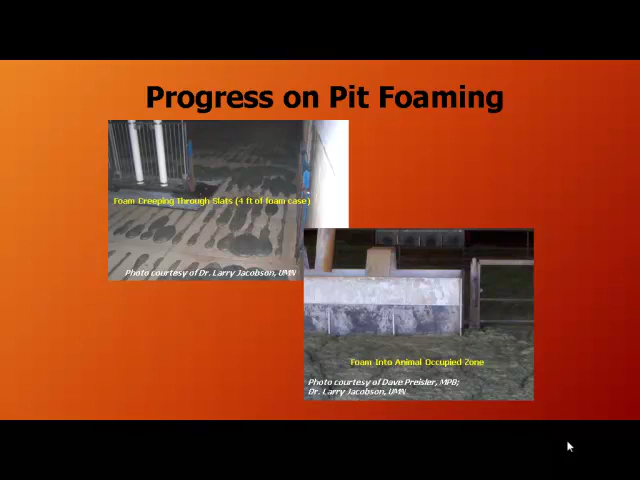 Progress on Pit Foaming
Foam Creeping Through Slats (4 ft of foam case)
Photo courtesy of Dr. Larry Jacobson, UMN
Foam Into Animal Occupied Zone
Photo courtesy of Dave Preisler, MPB;
Dr. Larry Jacobson, UMN